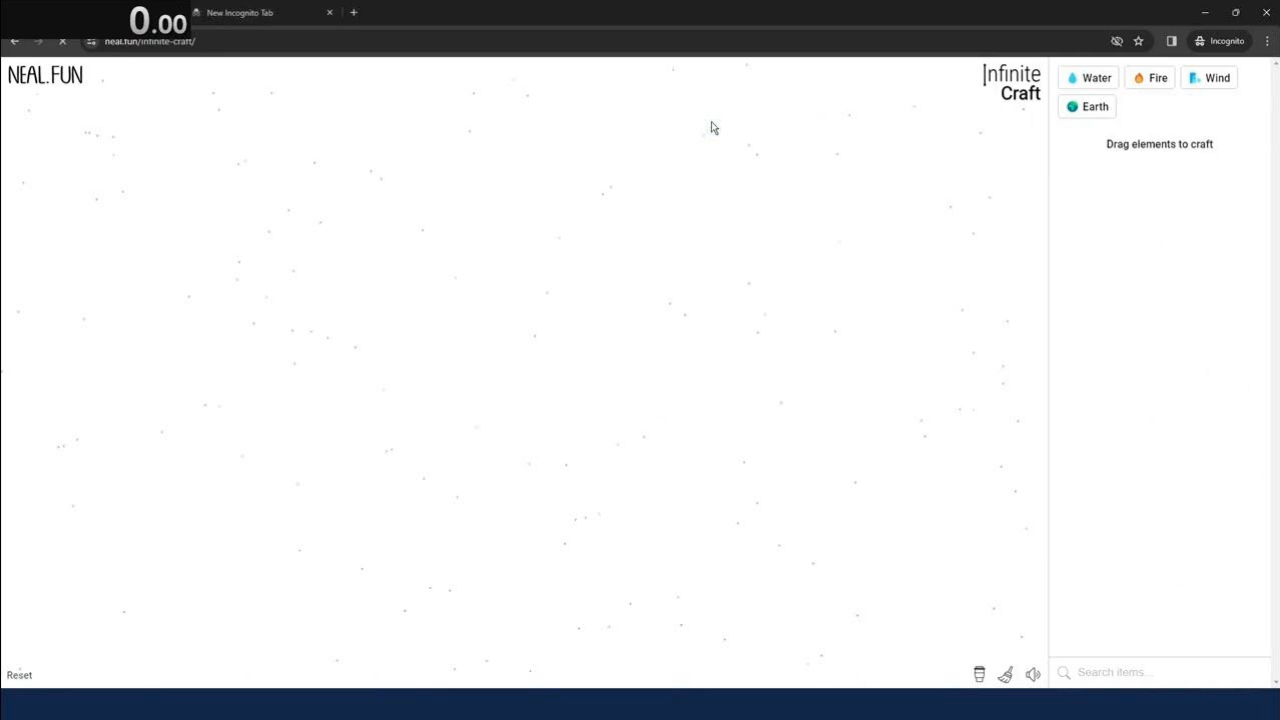 0.00
New Incognito Tab
neal.fun/infinite-craft/
Incognito
NEAL.FUN
Infinite
Craft
Water
Fire
Wind
Earth
Drag elements to craft
Reset
Search items...